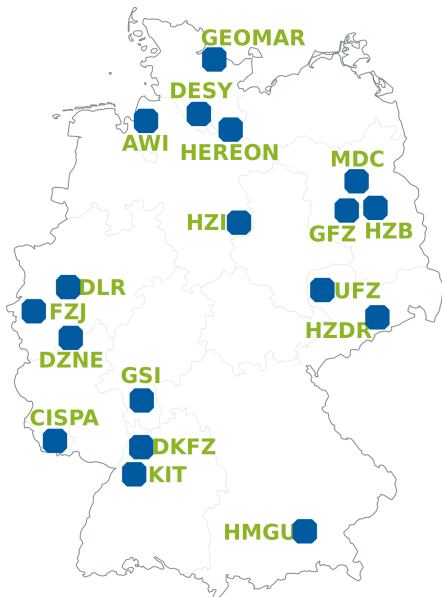 GEOMAR
DESY
AWI
HEREON
MDC
HZI
GFZ
HZB
DLR
UFZ
FZJ
HZDR
DZNE
GSI
CISPA
DKFZ
KIT
HMGU